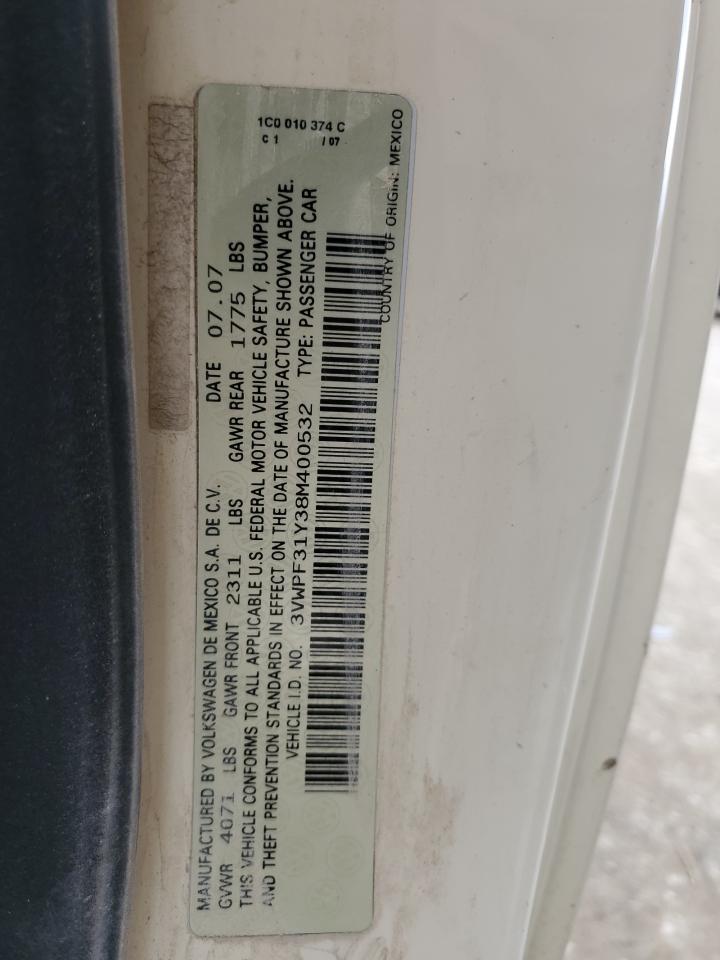 MANUFACTURED BY VOLKSWAGEN DE MEXICO S.A. DE C.V. DATE 07.07
GVWR 4071 LBS GAWR FRONT 2311 LBS GAWR REAR 1775 LBS
THIS VEHICLE CONFORMS TO ALL APPLICABLE U.S. FEDERAL MOTOR VEHICLE SAFETY, BUMPER,
AND THEFT PREVENTION STANDARDS IN EFFECT ON THE DATE OF MANUFACTURE SHOWN ABOVE.
VEHICLE I.D. NO. 3VWPF31Y38M400532 TYPE: PASSENGER CAR
COUNTRY OF ORIGIN: MEXICO
1C0 010 374 C
C 1 / 07